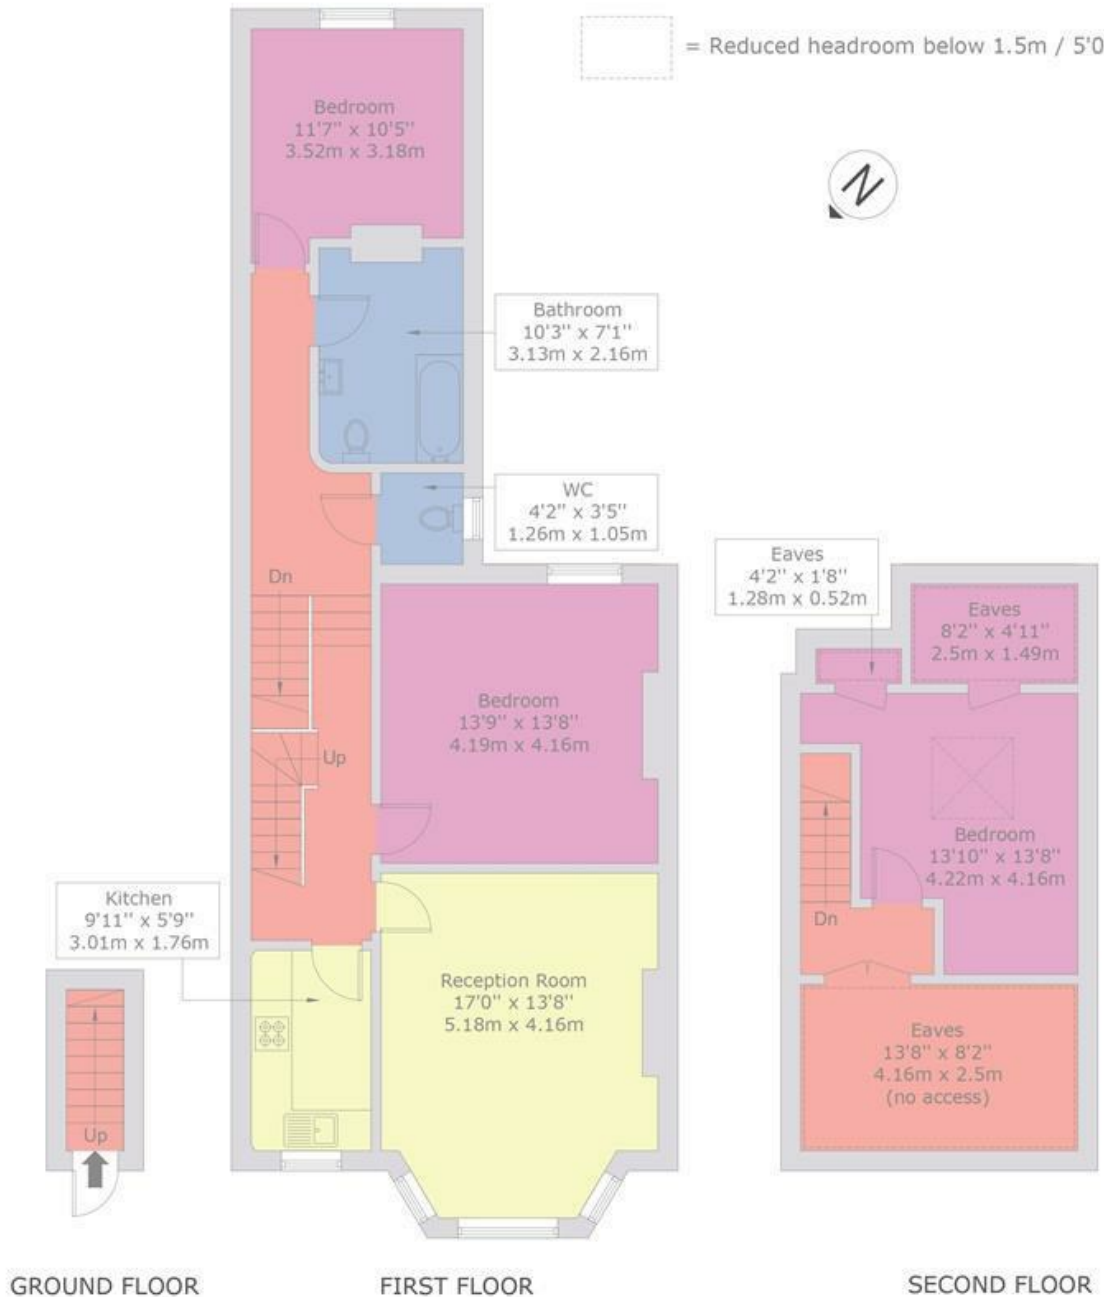 = Reduced headroom below 1.5m / 5'0
N
Bedroom
11'7" x 10'5"
3.52m x 3.18m
Bathroom
10'3" x 7'1"
3.13m x 2.16m
WC
4'2" x 3'5"
1.26m x 1.05m
Dn
Up
Bedroom
13'9" x 13'8"
4.19m x 4.16m
Kitchen
9'11" x 5'9"
3.01m x 1.76m
Reception Room
17'0" x 13'8"
5.18m x 4.16m
Up
Eaves
4'2" x 1'8"
1.28m x 0.52m
Eaves
8'2" x 4'11"
2.5m x 1.49m
Bedroom
13'10" x 13'8"
4.22m x 4.16m
Dn
Eaves
13'8" x 8'2"
4.16m x 2.5m
(no access)
GROUND FLOOR
FIRST FLOOR
SECOND FLOOR